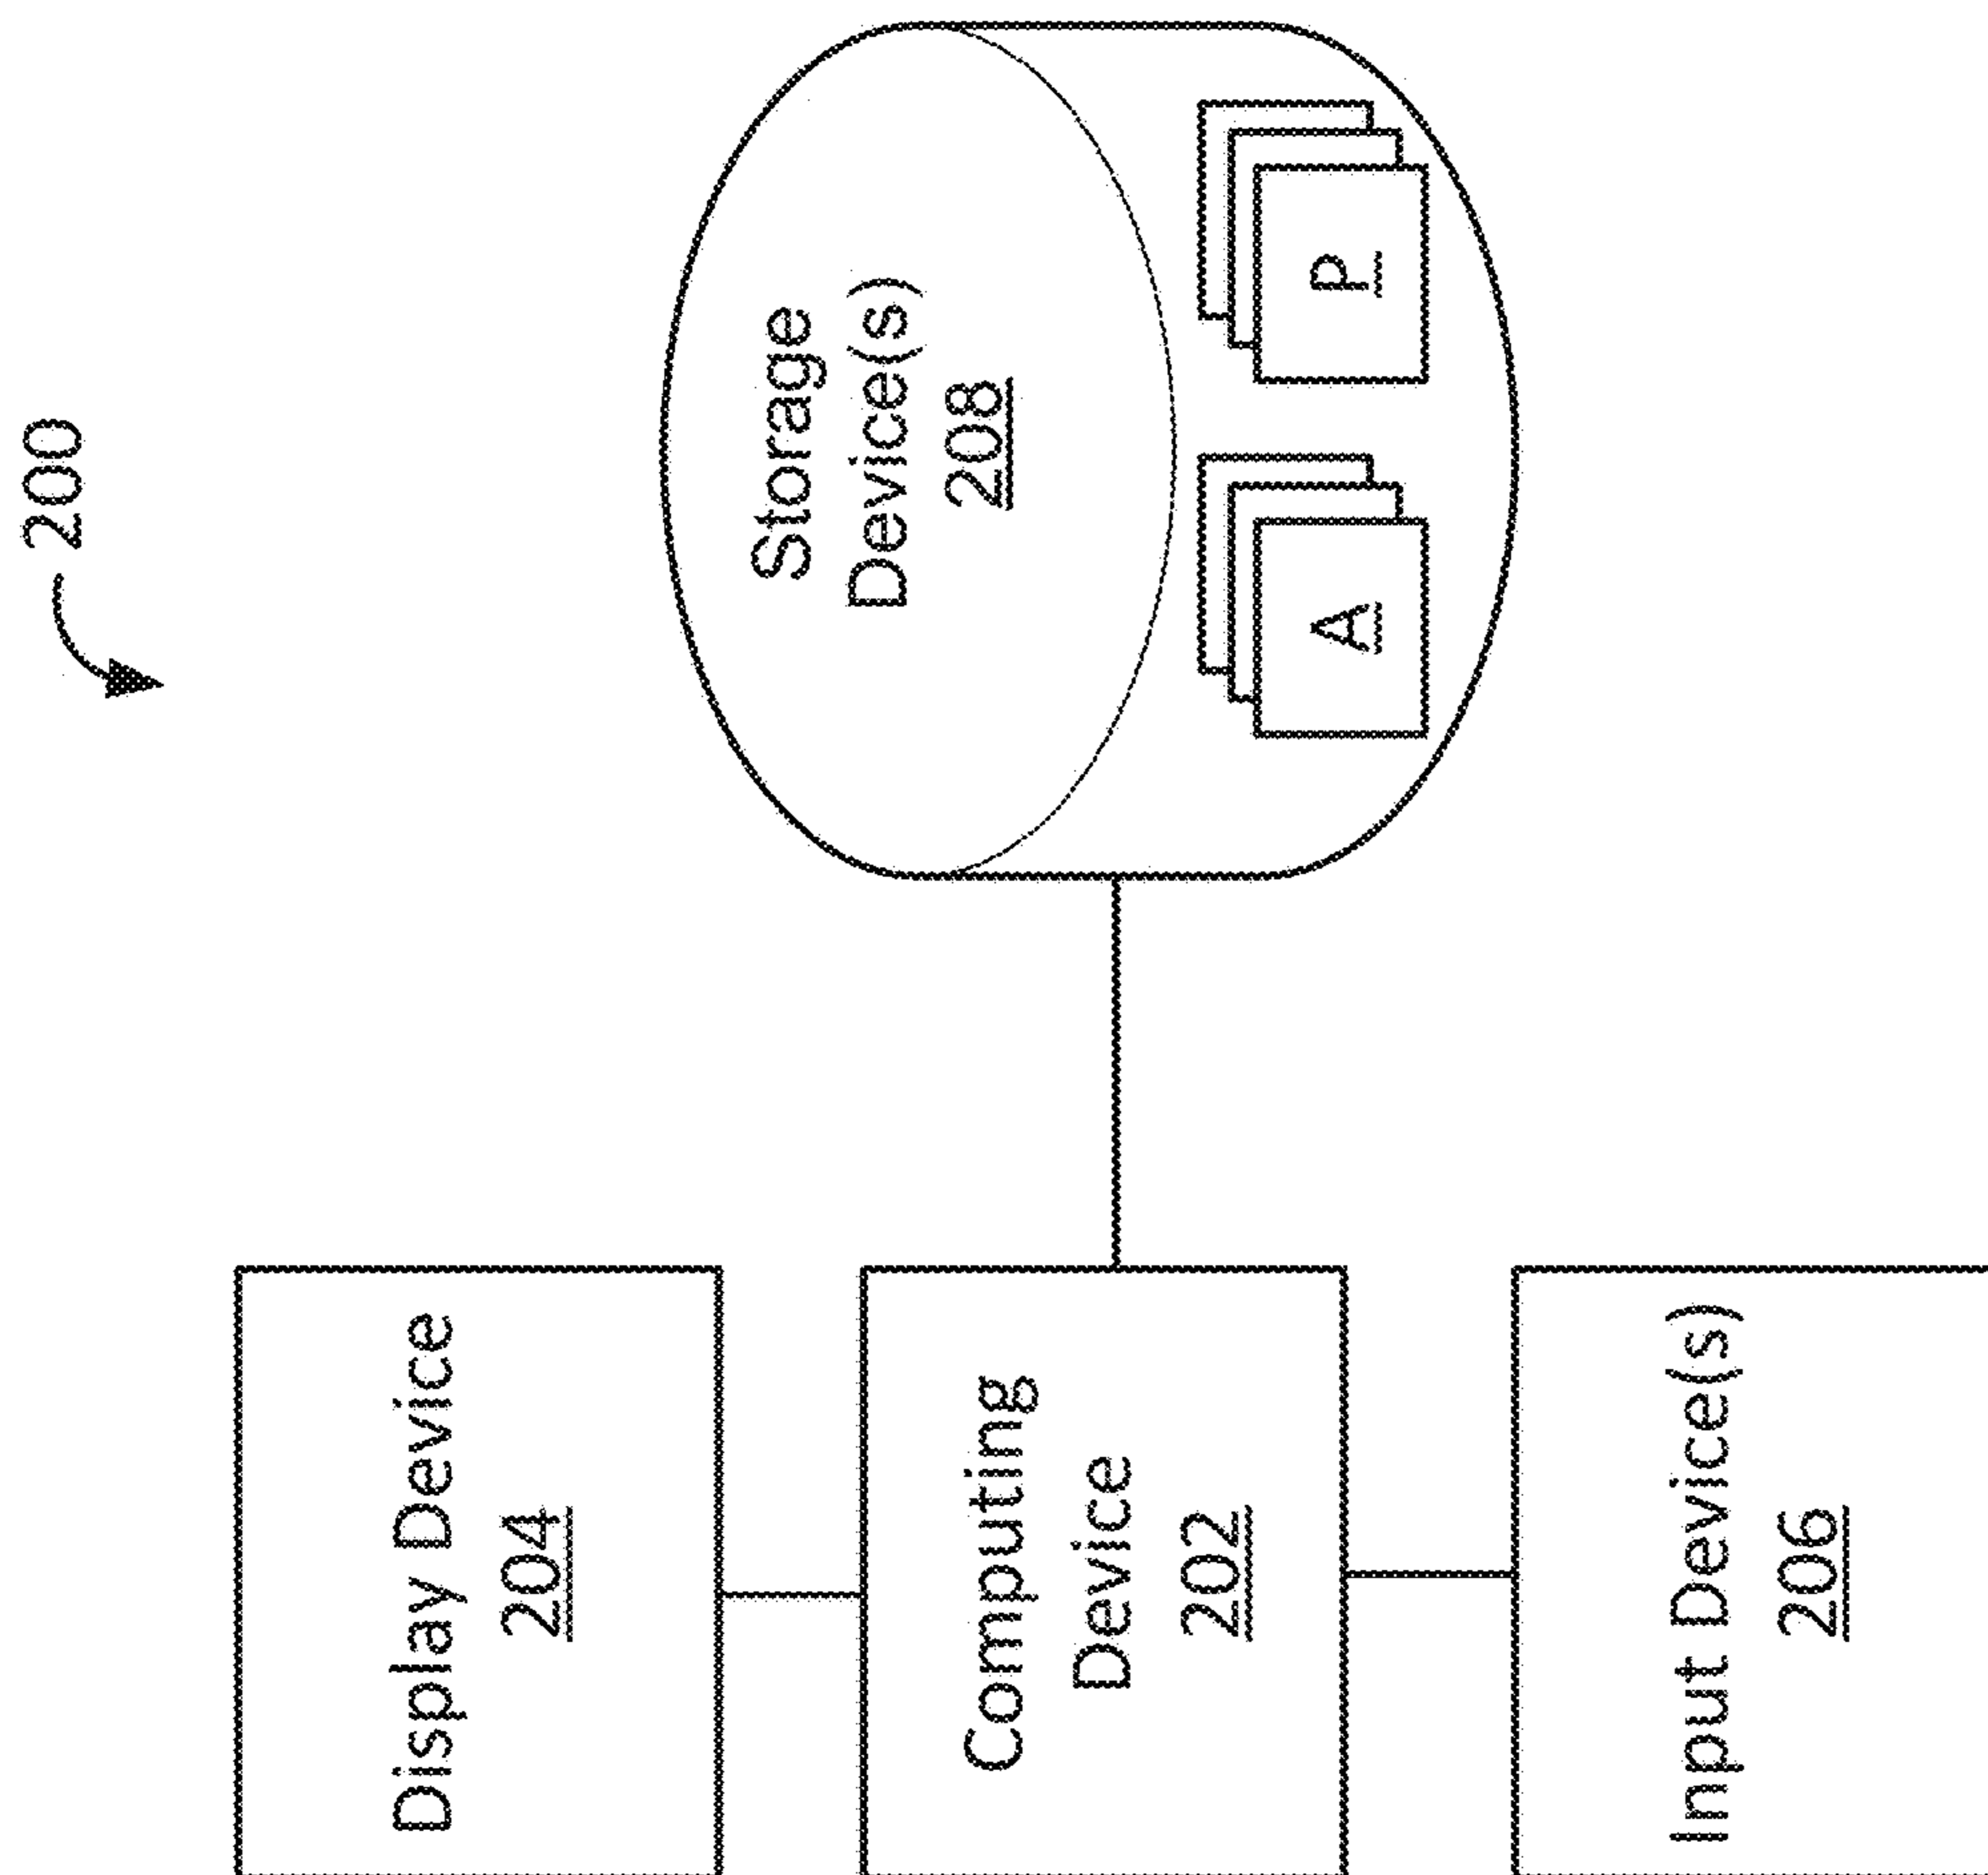 200
Display Device
204
Computing
Device
202
Input Device(s)
206
Storage
Device(s)
208
A
P